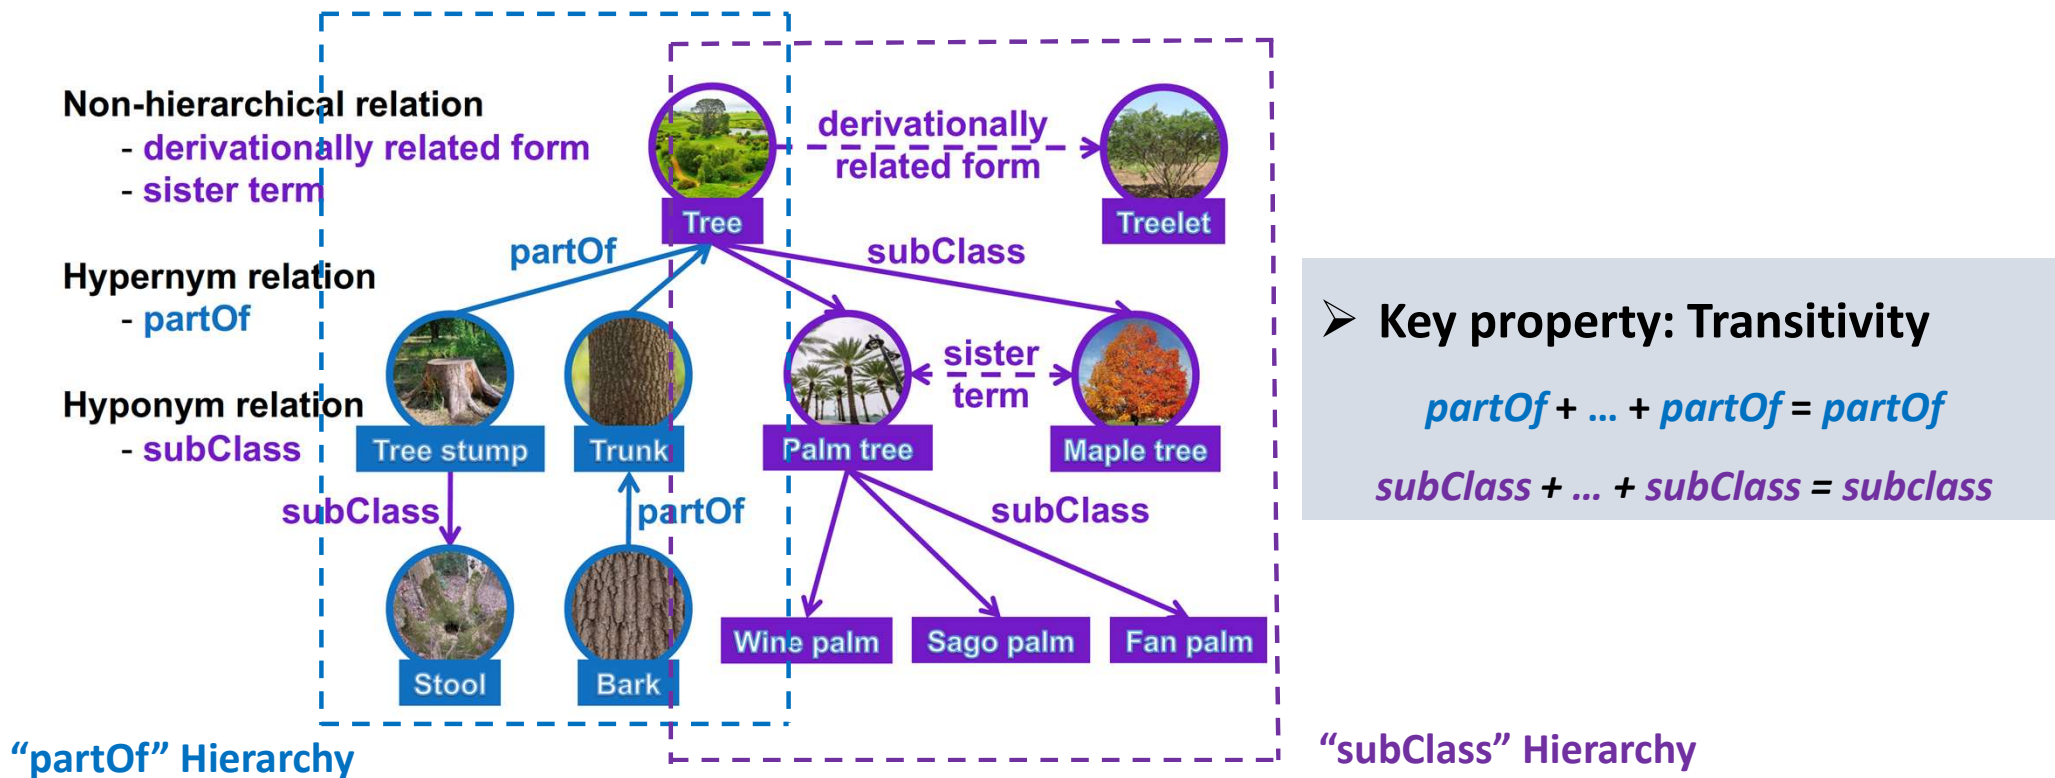 Non-hierarchical relation
- derivationally related form
- sister term
Hypernym relation
- partOf
Hyponym relation
- subClass
Tree
derivationally
related form
Treelet
partOf
subClass
Tree stump
Trunk
Palm tree
sister
term
Maple tree
subClass
partOf
subClass
Stool
Bark
Wine palm
Sago palm
Fan palm
➢ Key property: Transitivity
partOf + … + partOf = partOf
subClass + … + subClass = subclass
“partOf” Hierarchy
“subClass” Hierarchy